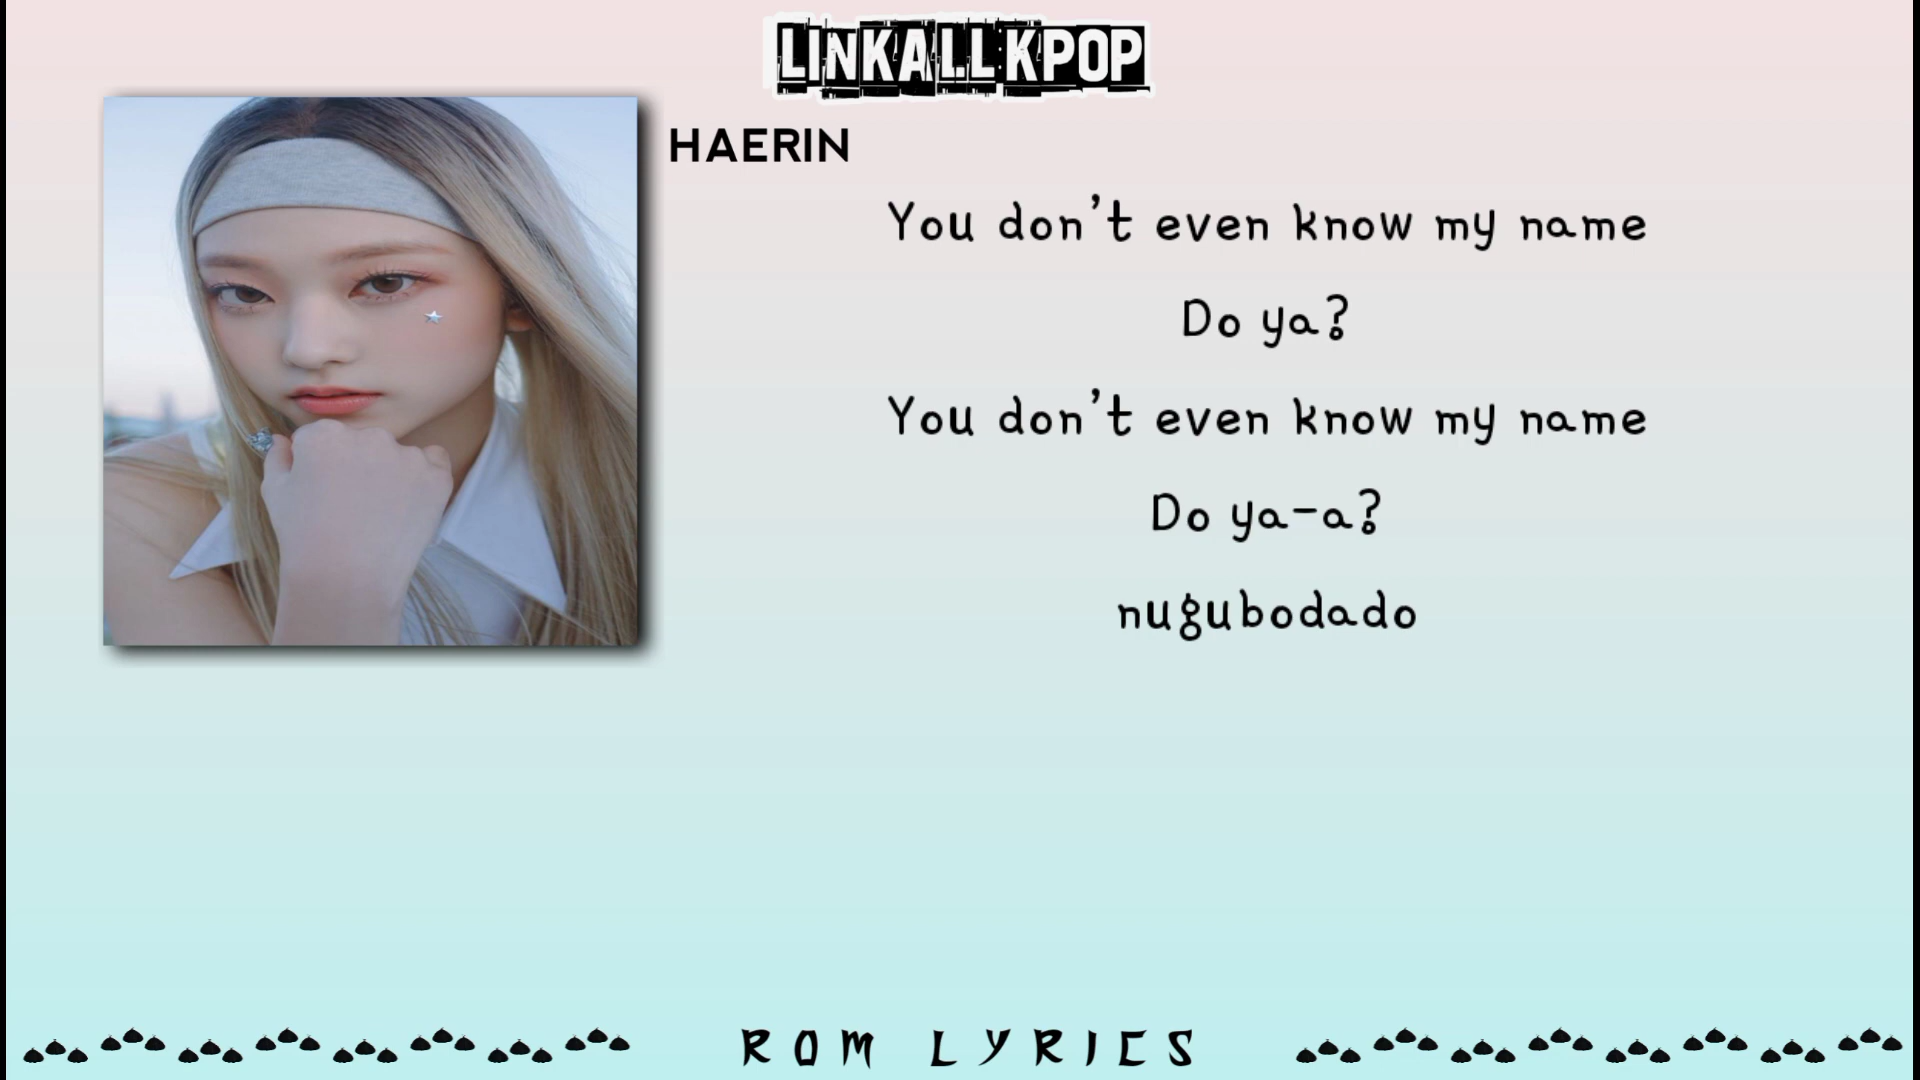 LINKALLKPOP
HAERIN
You don't even know my name
Do ya?
You don't even know my name
Do ya-a?
nugubodado
ROM LYRICS